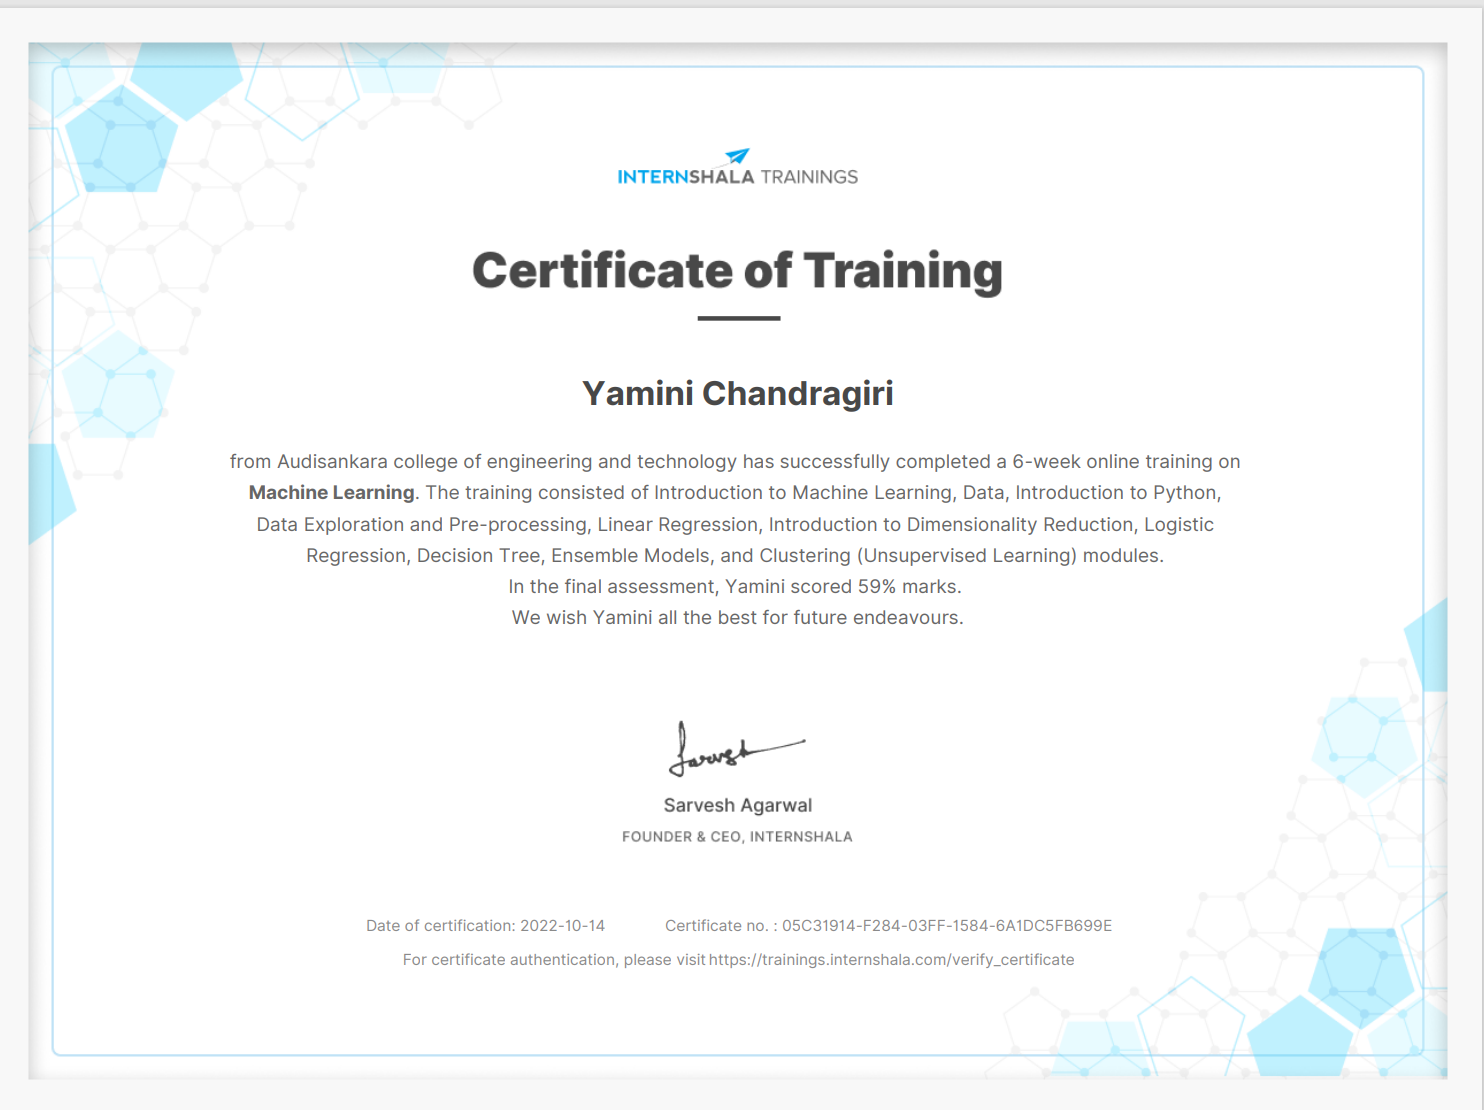 INTERNSHALA TRAININGS
Certificate of Training
Yamini Chandragiri
from Audisankara college of engineering and technology has successfully completed a 6-week online training on
Machine Learning. The training consisted of Introduction to Machine Learning, Data, Introduction to Python,
Data Exploration and Pre-processing, Linear Regression, Introduction to Dimensionality Reduction, Logistic
Regression, Decision Tree, Ensemble Models, and Clustering (Unsupervised Learning) modules.
In the final assessment, Yamini scored 59% marks.
We wish Yamini all the best for future endeavours.
Sarvesh
Sarvesh Agarwal
FOUNDER & CEO, INTERNSHALA
Date of certification: 2022-10-14 Certificate no. : 05C31914-F284-03FF-1584-6A1DC5FB699E
For certificate authentication, please visit https://trainings.internshala.com/verify_certificate